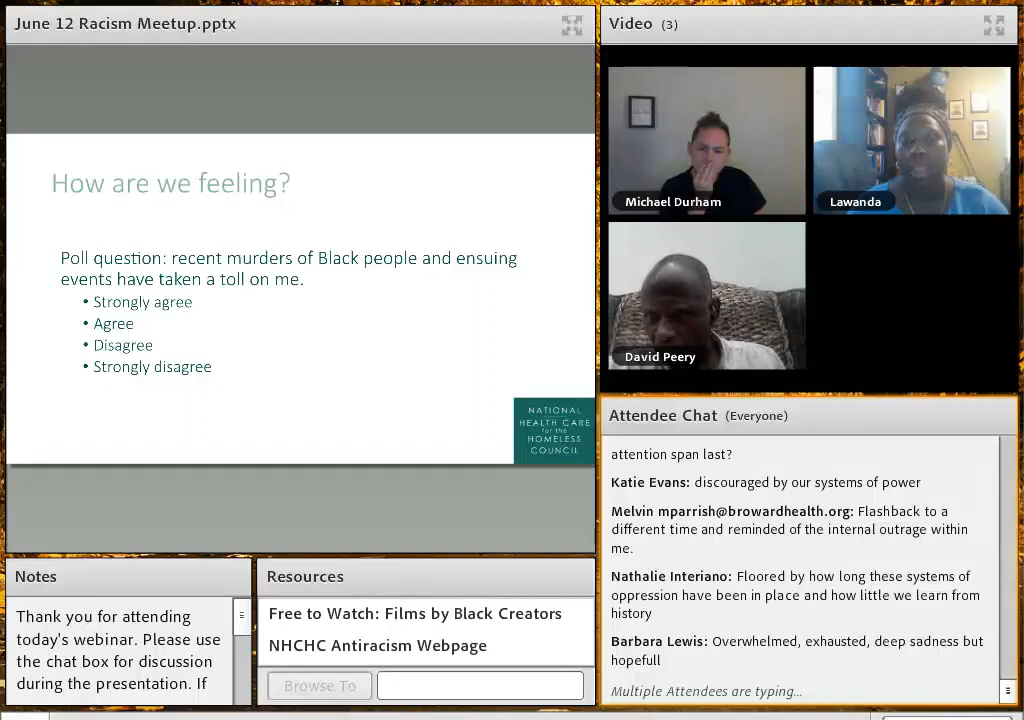 June 12 Racism Meetup.pptx
How are we feeling?
Poll question: recent murders of Black people and ensuing
events have taken a toll on me.
• Strongly agree
• Agree
• Disagree
• Strongly disagree
NATIONAL
HEALTH CARE
for the
HOMELESS
COUNCIL
Notes
Thank you for attending
today's webinar. Please use
the chat box for discussion
during the presentation. If
Resources
Free to Watch: Films by Black Creators
NHCHC Antiracism Webpage
Browse To
Video (3)
Michael Durham
Lawanda
David Peery
Attendee Chat (Everyone)
attention span last?
Katie Evans: discouraged by our systems of power
Melvin mparrish@browardhealth.org: Flashback to a
different time and reminded of the internal outrage within
me.
Nathalie Interiano: Floored by how long these systems of
oppression have been in place and how little we learn from
history
Barbara Lewis: Overwhelmed, exhausted, deep sadness but
hopefull
Multiple Attendees are typing...